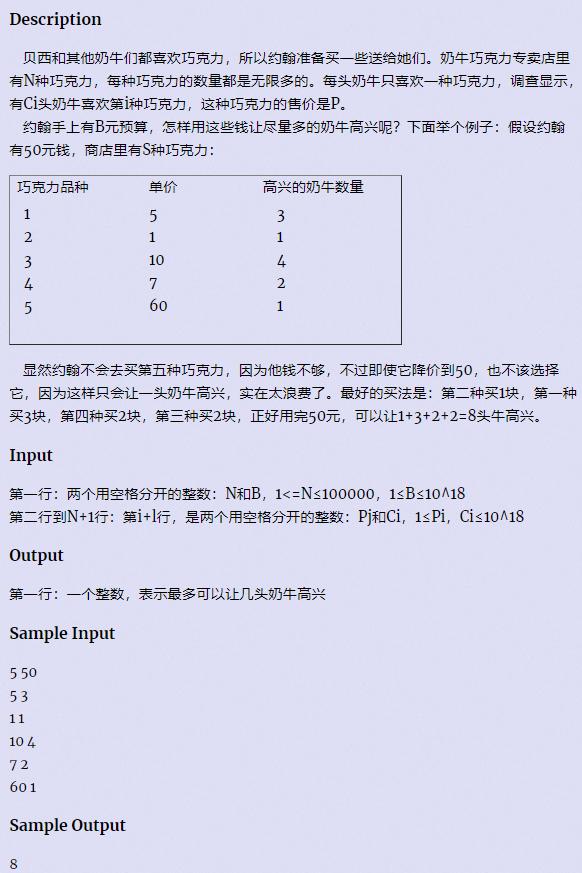 Description
贝西和其他奶牛们都喜欢巧克力，所以约翰准备买一些送给她们。奶牛巧克力专卖店里
有N种巧克力，每种巧克力的数量都是无限多的。每头奶牛只喜欢一种巧克力，调查显示，
有Ci头奶牛喜欢第i种巧克力，这种巧克力的售价是P。
约翰手上有B元预算，怎样用这些钱让尽量多的奶牛高兴呢？下面举个例子：假设约翰
有50元钱，商店里有S种巧克力：
巧克力品种 单价 高兴的奶牛数量
1 5 3
2 1 1
3 10 4
4 7 2
5 60 1
显然约翰不会去买第五种巧克力，因为他钱不够，不过即使它降价到50，也不该选择
它，因为这样只会让一头奶牛高兴，实在太浪费了。最好的买法是：第二种买1块，第一种
买3块，第四种买2块，第三种买2块，正好用完50元，可以让1+3+2+2=8头牛高兴。
Input
第一行：两个用空格分开的整数：N和B，1<=N≤100000，1≤B≤10^18
第二行到N+1行：第i+l行，是两个用空格分开的整数：Pj和Ci，1≤Pi，Ci≤10^18
Output
第一行：一个整数，表示最多可以让几头奶牛高兴
Sample Input
5 50
5 3
1 1
10 4
7 2
60 1
Sample Output
8